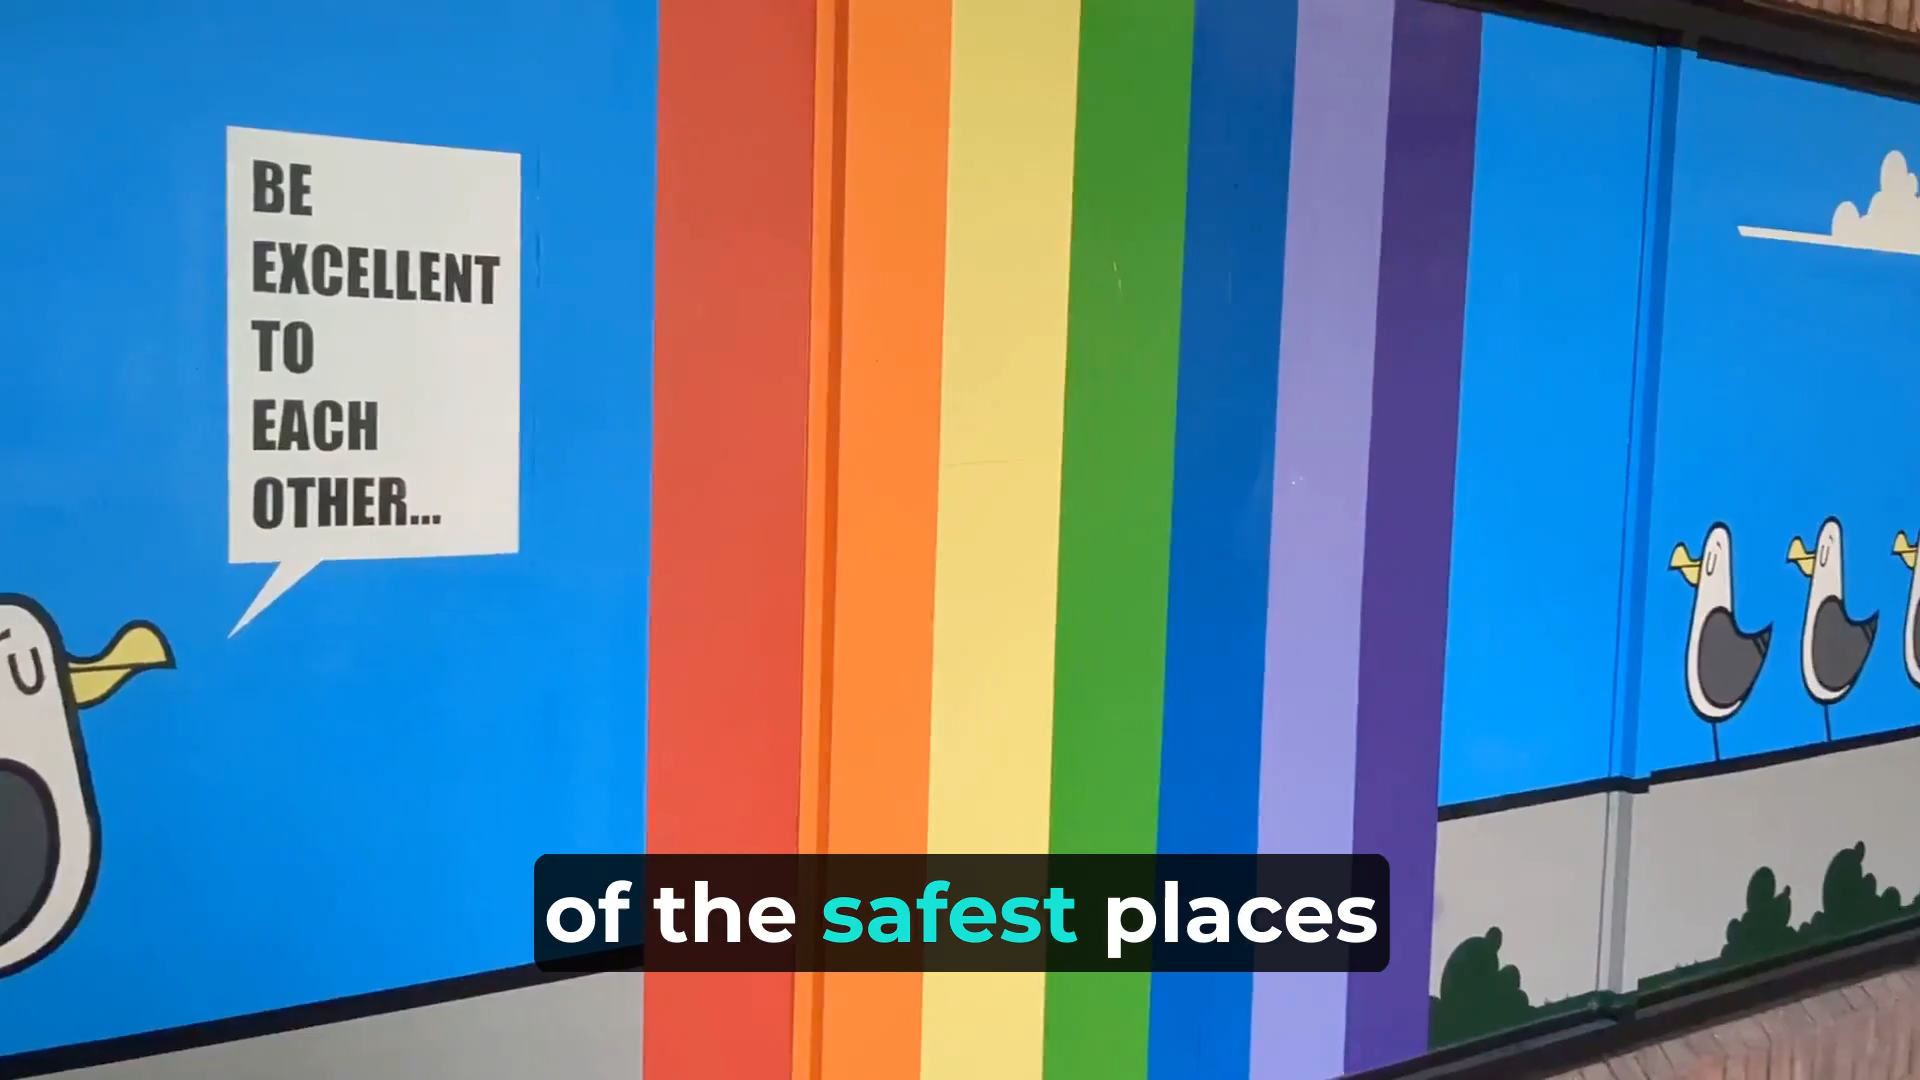 BE
EXCELLENT
TO
EACH
OTHER...
of the safest places